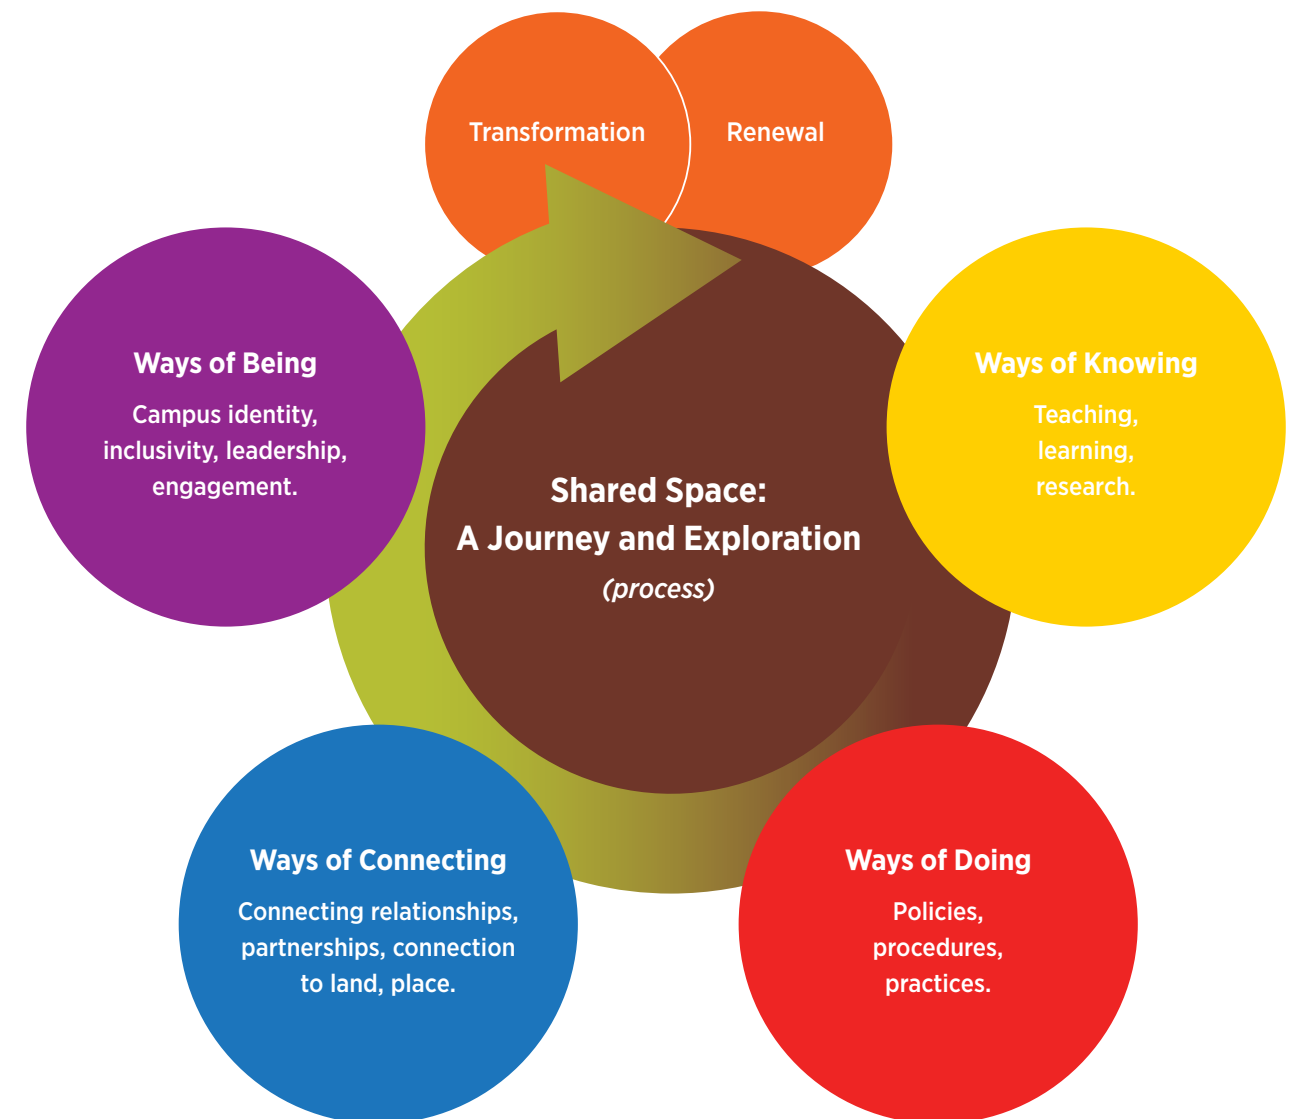 Transformation
Renewal
Ways of Being
Campus identity,
inclusivity, leadership,
engagement.
Ways of Knowing
Teaching,
learning,
research.
Shared Space:
A Journey and Exploration
(process)
Ways of Connecting
Connecting relationships,
partnerships, connection
to land, place.
Ways of Doing
Policies,
procedures,
practices.